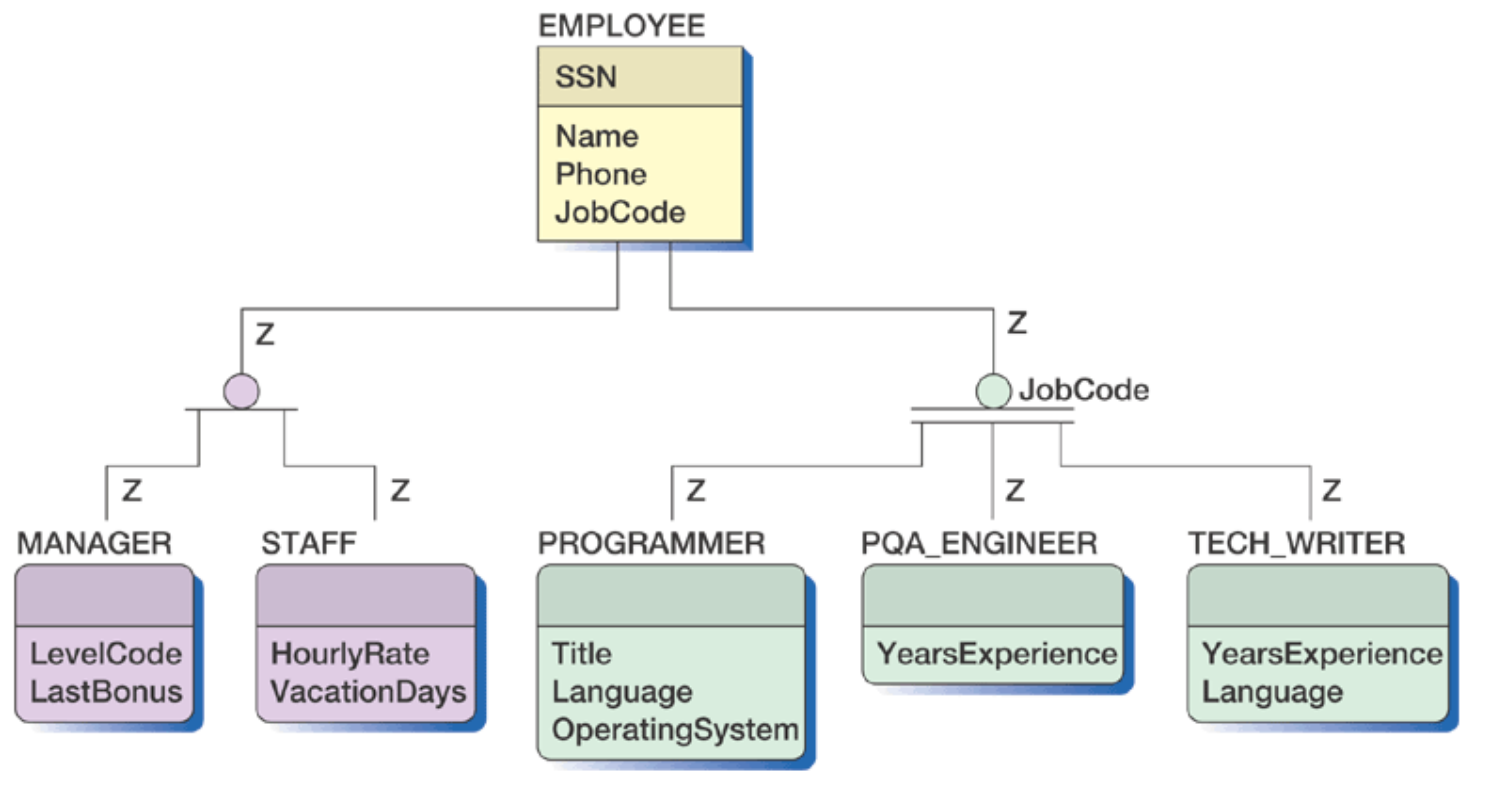 EMPLOYEE
SSN
Name
Phone
JobCode
Z
Z
JobCode
Z
Z
Z
Z
Z
MANAGER
LevelCode
LastBonus
STAFF
HourlyRate
VacationDays
PROGRAMMER
Title
Language
OperatingSystem
PQA_ENGINEER
YearsExperience
TECH_WRITER
YearsExperience
Language